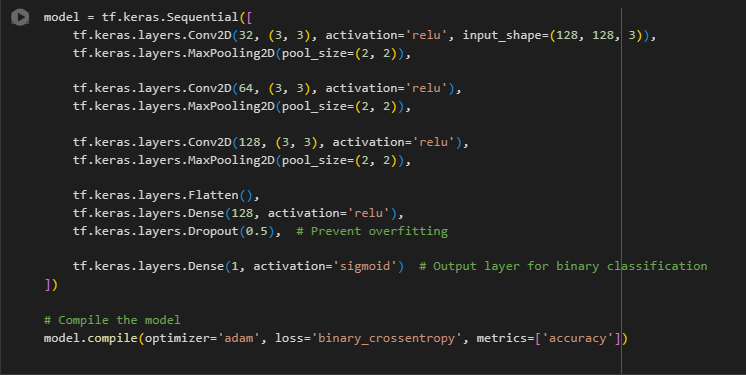 model = tf.keras.Sequential([
    tf.keras.layers.Conv2D(32, (3, 3), activation='relu', input_shape=(128, 128, 3)),
    tf.keras.layers.MaxPooling2D(pool_size=(2, 2)),

    tf.keras.layers.Conv2D(64, (3, 3), activation='relu'),
    tf.keras.layers.MaxPooling2D(pool_size=(2, 2)),

    tf.keras.layers.Conv2D(128, (3, 3), activation='relu'),
    tf.keras.layers.MaxPooling2D(pool_size=(2, 2)),

    tf.keras.layers.Flatten(),
    tf.keras.layers.Dense(128, activation='relu'),
    tf.keras.layers.Dropout(0.5),  # Prevent overfitting

    tf.keras.layers.Dense(1, activation='sigmoid')  # Output layer for binary classification
])

# Compile the model
model.compile(optimizer='adam', loss='binary_crossentropy', metrics=['accuracy'])